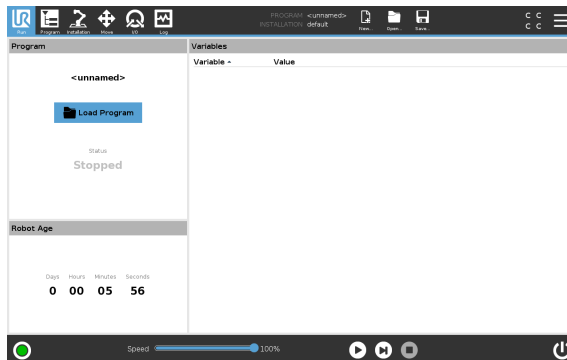 UR
Run
Program
Installation
Move
I/O
Log
PROGRAM <unnamed>
INSTALLATION default
New...
Open...
Save...
C C
C C
Program
<unnamed>
Load Program
Status
Stopped
Robot Age
Days Hours Minutes Seconds
0 00 05 56
Variables
Variable Value
Speed 100%